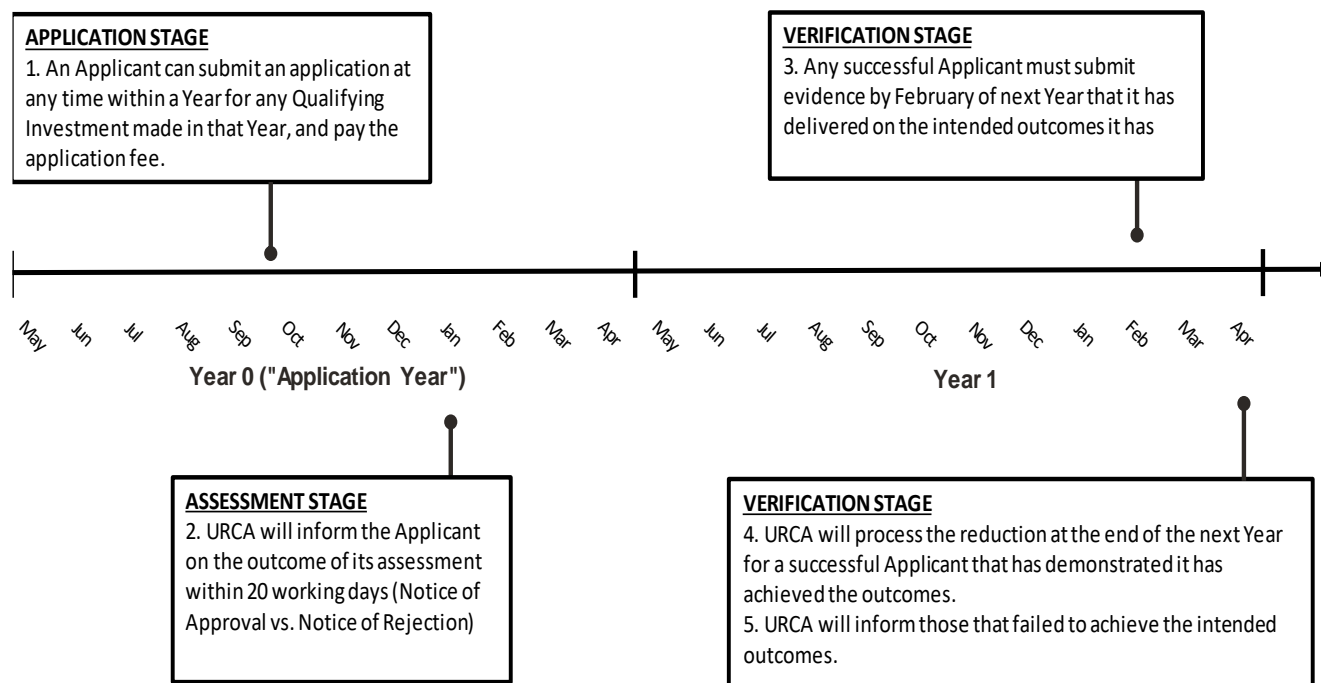 APPLICATION STAGE
1. An Applicant can submit an application at
any time within a Year for any Qualifying
Investment made in that Year, and pay the
application fee.
VERIFICATION STAGE
3. Any successful Applicant must submit
evidence by February of next Year that it has
delivered on the intended outcomes it has
May Jun Jul Aug Sep Oct Nov Dec Jan Feb Mar Apr May Jun Jul Aug Sep Oct Nov Dec Jan Feb Mar Apr
Year 0 ("Application Year")
Year 1
ASSESSMENT STAGE
2. URCA will inform the Applicant
on the outcome of its assessment
within 20 working days (Notice of
Approval vs. Notice of Rejection)
VERIFICATION STAGE
4. URCA will process the reduction at the end of the next Year
for a successful Applicant that has demonstrated it has
achieved the outcomes.
5. URCA will inform those that failed to achieve the intended
outcomes.